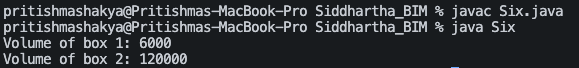 pritishmashakya@Pritishmas-MacBook-Pro Siddhartha_BIM % javac Six.java
pritishmashakya@Pritishmas-MacBook-Pro Siddhartha_BIM % java Six
Volume of box 1: 6000
Volume of box 2: 120000